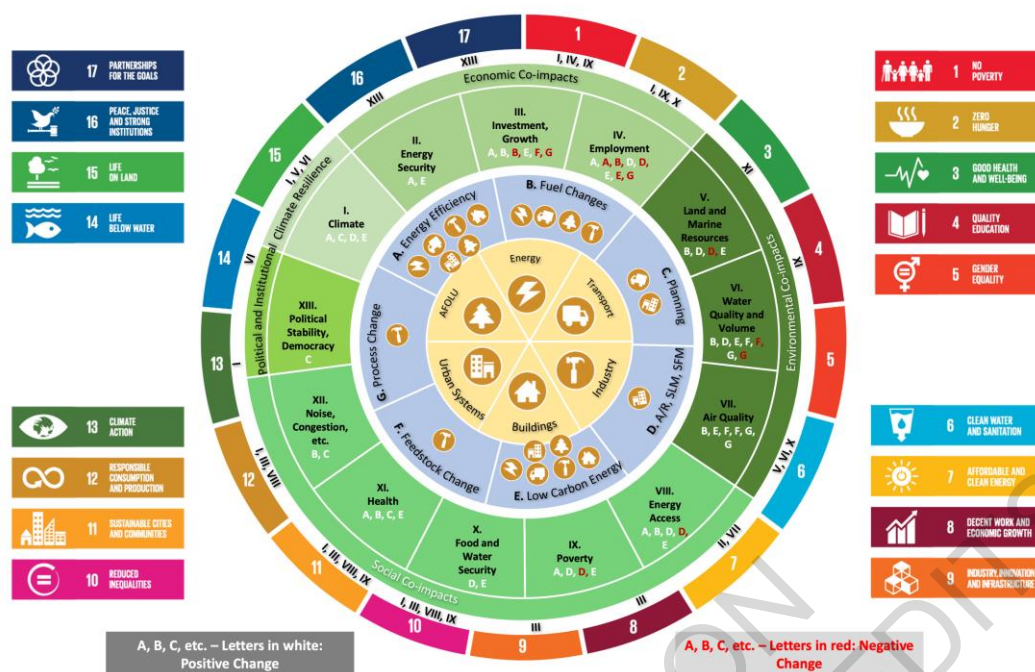 17 PARTNERSHIPS
FOR THE GOALS
16 PEACE, JUSTICE
AND STRONG
INSTITUTIONS
15 LIFE
ON LAND
14 LIFE
BELOW WATER
13 CLIMATE
ACTION
12 RESPONSIBLE
CONSUMPTION
AND PRODUCTION
11 SUSTAINABLE CITIES
AND COMMUNITIES
10 REDUCED
INEQUALITIES
1 NO
POVERTY
2 ZERO
HUNGER
3 GOOD HEALTH
AND WELL-BEING
4 QUALITY
EDUCATION
5 GENDER
EQUALITY
6 CLEAN WATER
AND SANITATION
7 AFFORDABLE AND
CLEAN ENERGY
8 DECENT WORK AND
ECONOMIC GROWTH
9 INDUSTRY, INNOVATION
AND INFRASTRUCTURE
1
2
3
4
5
6
7
8
9
10
11
12
13
14
15
16
17
I, IV, IX
I, IX, X
XI
XI
V, VI, X
II, VII
III
III
I, III, VIII, IX
I, III, VIII, IX
I, III, VIII
I
VI
I, V, VI
XIII
XIII
Economic Co-impacts
Environmental Co-impacts
Social Co-impacts
Political and Institutional
Climate Resilience
I.
Climate
A, C, D, E
II.
Energy
Security
A, E
III.
Investment,
Growth
A, B, B, E, F, G
IV.
Employment
A, A, B, D, D,
E, E, G
V.
Land and
Marine
Resources
B, D, D, E
VI.
Water
Quality and
Volume
B, D, E, F, F,
G, G
VII.
Air Quality
B, E, F, F, G,
G
VIII.
Energy
Access
A, B, D, D,
E
IX.
Poverty
A, D, D, E
X.
Food and
Water
Security
D, E
XI.
Health
A, B, C, E
XII.
Noise,
Congestion,
etc.
B, C
XIII.
Political
Stability,
Democracy
C
A. Energy Efficiency
B. Fuel Changes
C. Planning
D. A/R, SLM, SFM
E. Low Carbon Energy
F. Feedstock Change
G. Process Change
Energy
Transport
Industry
Buildings
Urban Systems
AFOLU
A, B, C, etc. – Letters in white:
Positive Change
A, B, C, etc. – Letters in red: Negative
Change